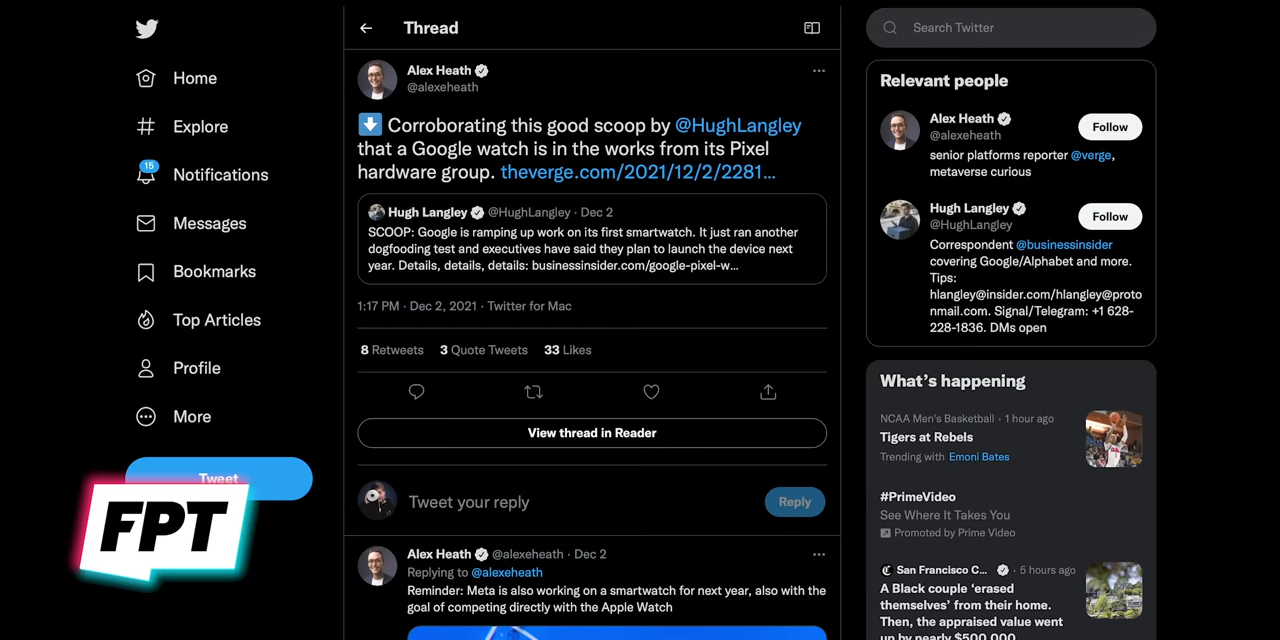 Home
Explore
15
Notifications
Messages
Bookmarks
Top Articles
Profile
More
Tweet
FPT
Thread
Alex Heath
@alexeheath
Corroborating this good scoop by @HughLangley
that a Google watch is in the works from its Pixel
hardware group. theverge.com/2021/12/2/2281...
Hugh Langley @HughLangley · Dec 2
SCOOP: Google is ramping up work on its first smartwatch. It just ran another
dogfooding test and executives have said they plan to launch the device next
year. Details, details, details: businessinsider.com/google-pixel-w...
1:17 PM · Dec 2, 2021 · Twitter for Mac
8 Retweets 3 Quote Tweets 33 Likes
View thread in Reader
Tweet your reply
Reply
Alex Heath @alexeheath · Dec 2
Replying to @alexeheath
Reminder: Meta is also working on a smartwatch for next year, also with the
goal of competing directly with the Apple Watch
Search Twitter
Relevant people
Alex Heath
@alexeheath
Follow
senior platforms reporter @verge,
metaverse curious
Hugh Langley
@HughLangley
Follow
Correspondent @businessinsider
covering Google/Alphabet and more.
Tips:
hlangley@insider.com/hlangley@proto
nmail.com. Signal/Telegram: +1 628-
228-1836. DMs open
What's happening
NCAA Men's Basketball · 1 hour ago
Tigers at Rebels
Trending with Emoni Bates
#PrimeVideo
See Where It Takes You
Promoted by Prime Video
San Francisco C... · 5 hours ago
A Black couple ‘erased
themselves’ from their home.
Then, the appraised value went
up by nearly $500,000